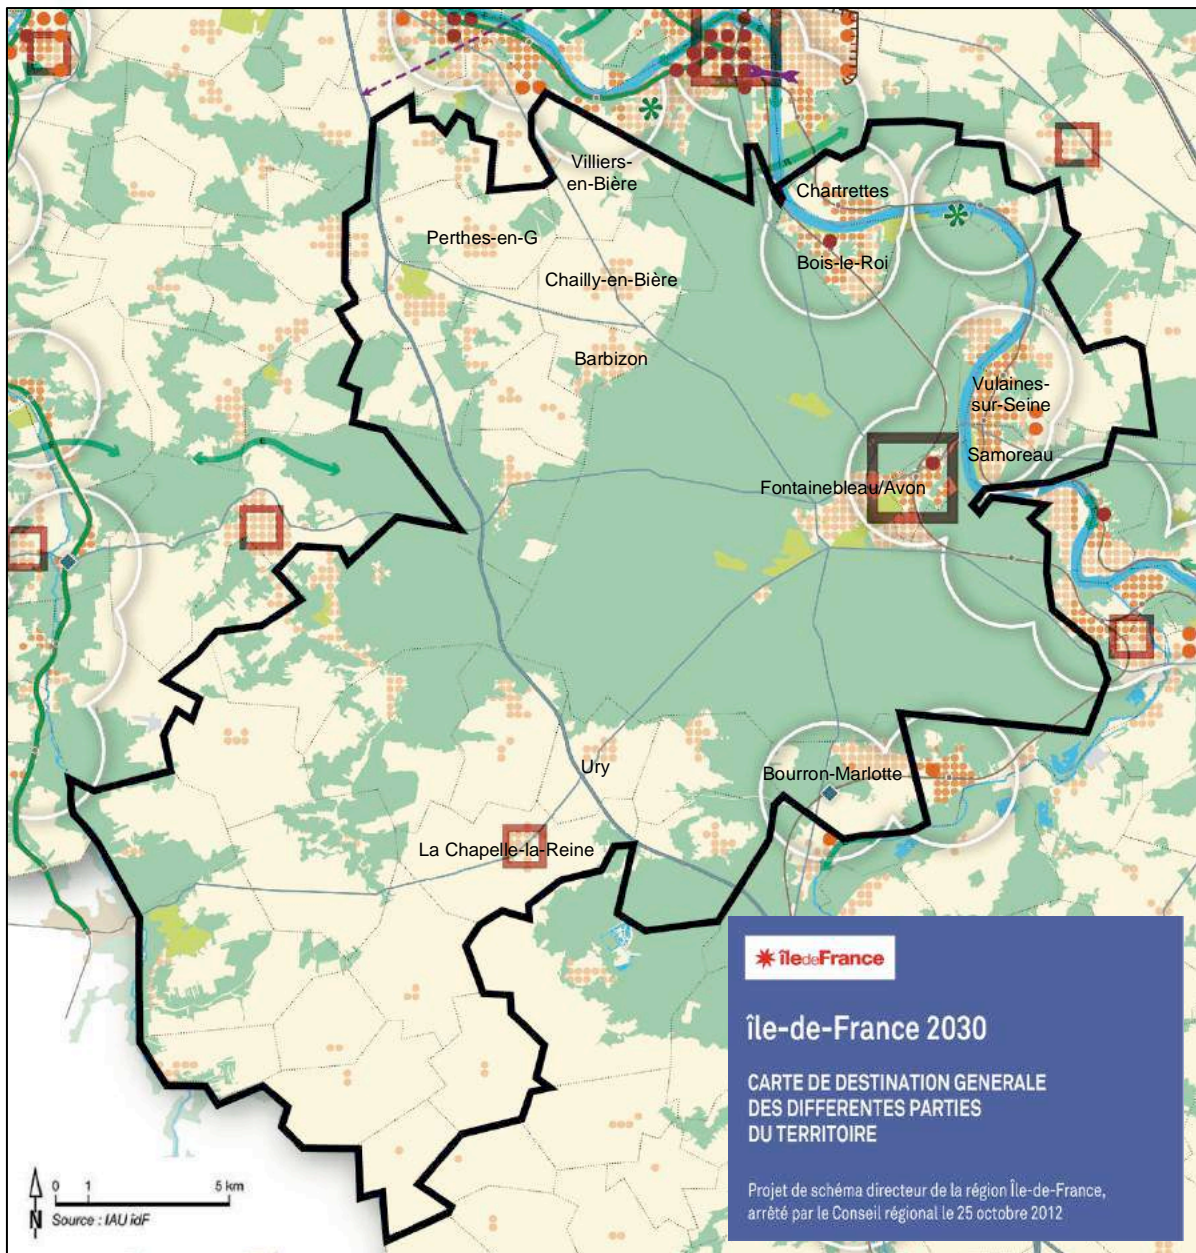 Villiers-
en-Bière
Chartrettes
Perthes-en-G
Bois-le-Roi
Chailly-en-Bière
Barbizon
Vulaines-
sur-Seine
Samoreau
Fontainebleau/Avon
Ury
Bourron-Marlotte
La Chapelle-la-Reine
îledeFrance
île-de-France 2030
CARTE DE DESTINATION GENERALE
DES DIFFERENTES PARTIES
DU TERRITOIRE
Projet de schéma directeur de la région Île-de-France,
arrêté par le Conseil régional le 25 octobre 2012
0 1 5 km
N Source : IAU îdF